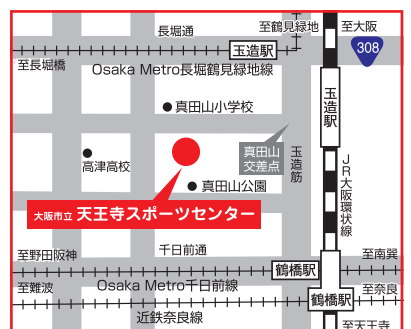 長堀通
至鶴見緑地
至大阪
玉造駅
308
至長堀橋
Osaka Metro長堀鶴見緑地線
玉造駅
真田山小学校
真田山
交差点
玉造筋
高津高校
JR大阪環状線
真田山公園
大阪市立 天王寺スポーツセンター
千日前通
至野田阪神
鶴橋駅
至南巽
至難波
Osaka Metro千日前線
至奈良
鶴橋駅
近鉄奈良線
至天王寺